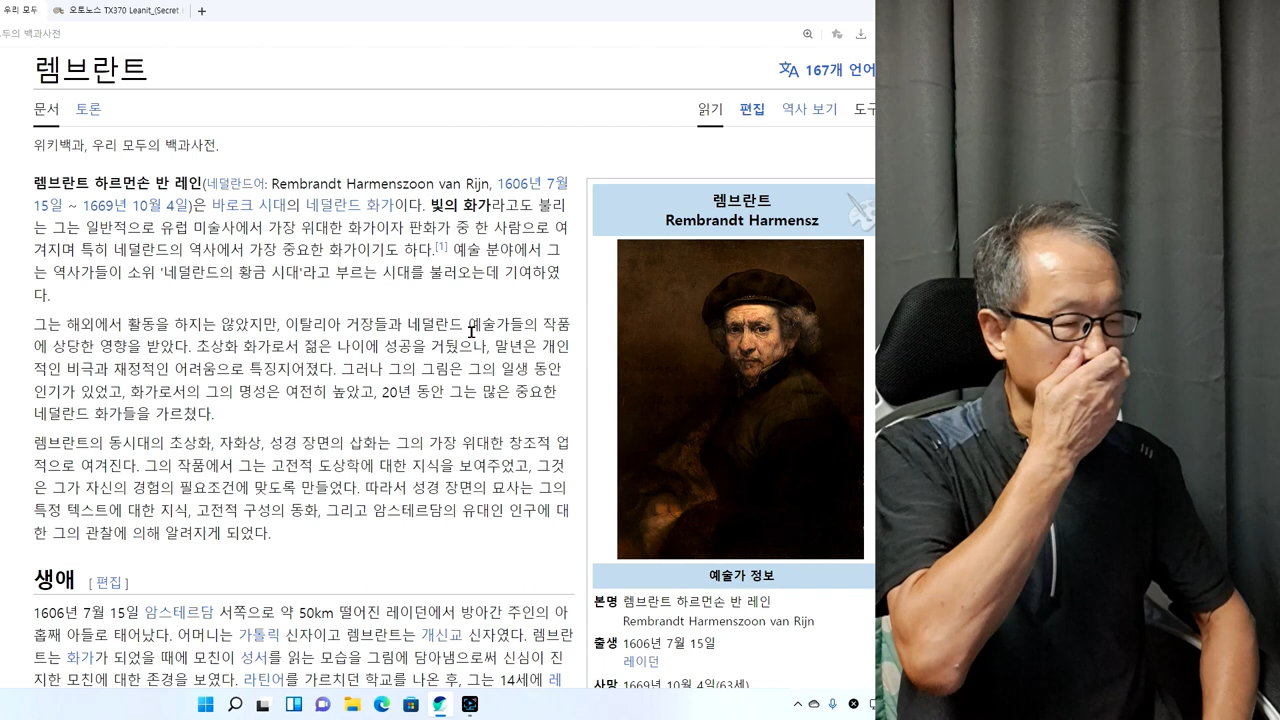 우리 모두
오토노스 TX370 Leanit_(Secret
두의 백과사전
렘브란트
167개 언어
문서 토론
읽기 편집 역사 보기 도구
위키백과, 우리 모두의 백과사전.
렘브란트 하르먼손 반 레인(네덜란드어: Rembrandt Harmenszoon van Rijn, 1606년 7월
15일 ~ 1669년 10월 4일)은 바로크 시대의 네덜란드 화가이다. 빛의 화가라고도 불리
는 그는 일반적으로 유럽 미술사에서 가장 위대한 화가이자 판화가 중 한 사람으로 여
겨지며 특히 네덜란드의 역사에서 가장 중요한 화가이기도 하다.[1] 예술 분야에서 그
는 역사가들이 소위 '네덜란드의 황금 시대'라고 부르는 시대를 불러오는데 기여하였
다.
그는 해외에서 활동을 하지는 않았지만, 이탈리아 거장들과 네덜란드 예술가들의 작품
에 상당한 영향을 받았다. 초상화 화가로서 젊은 나이에 성공을 거뒀으나, 말년은 개인
적인 비극과 재정적인 어려움으로 특징지어졌다. 그러나 그의 그림은 그의 일생 동안
인기가 있었고, 화가로서의 그의 명성은 여전히 높았고, 20년 동안 그는 많은 중요한
네덜란드 화가들을 가르쳤다.
렘브란트의 동시대의 초상화, 자화상, 성경 장면의 삽화는 그의 가장 위대한 창조적 업
적으로 여겨진다. 그의 작품에서 그는 고전적 도상학에 대한 지식을 보여주었고, 그것
은 그가 자신의 경험의 필요조건에 맞도록 만들었다. 따라서 성경 장면의 묘사는 그의
특정 텍스트에 대한 지식, 고전적 구성의 동화, 그리고 암스테르담의 유대인 인구에 대
한 그의 관찰에 의해 알려지게 되었다.
생애 [ 편집 ]
1606년 7월 15일 암스테르담 서쪽으로 약 50km 떨어진 레이던에서 방아간 주인의 아
홉째 아들로 태어났다. 어머니는 가톨릭 신자이고 렘브란트는 개신교 신자였다. 렘브란
트는 화가가 되었을 때에 모친이 성서를 읽는 모습을 그림에 담아냄으로써 신심이 진
지한 모친에 대한 존경을 보였다. 라틴어를 가르치던 학교를 나온 후, 그는 14세에 레
렘브란트
Rembrandt Harmensz
예술가 정보
본명 렘브란트 하르먼손 반 레인
Rembrandt Harmenszoon van Rijn
출생 1606년 7월 15일
레이던
사망 1669년 10월 4일(63세)